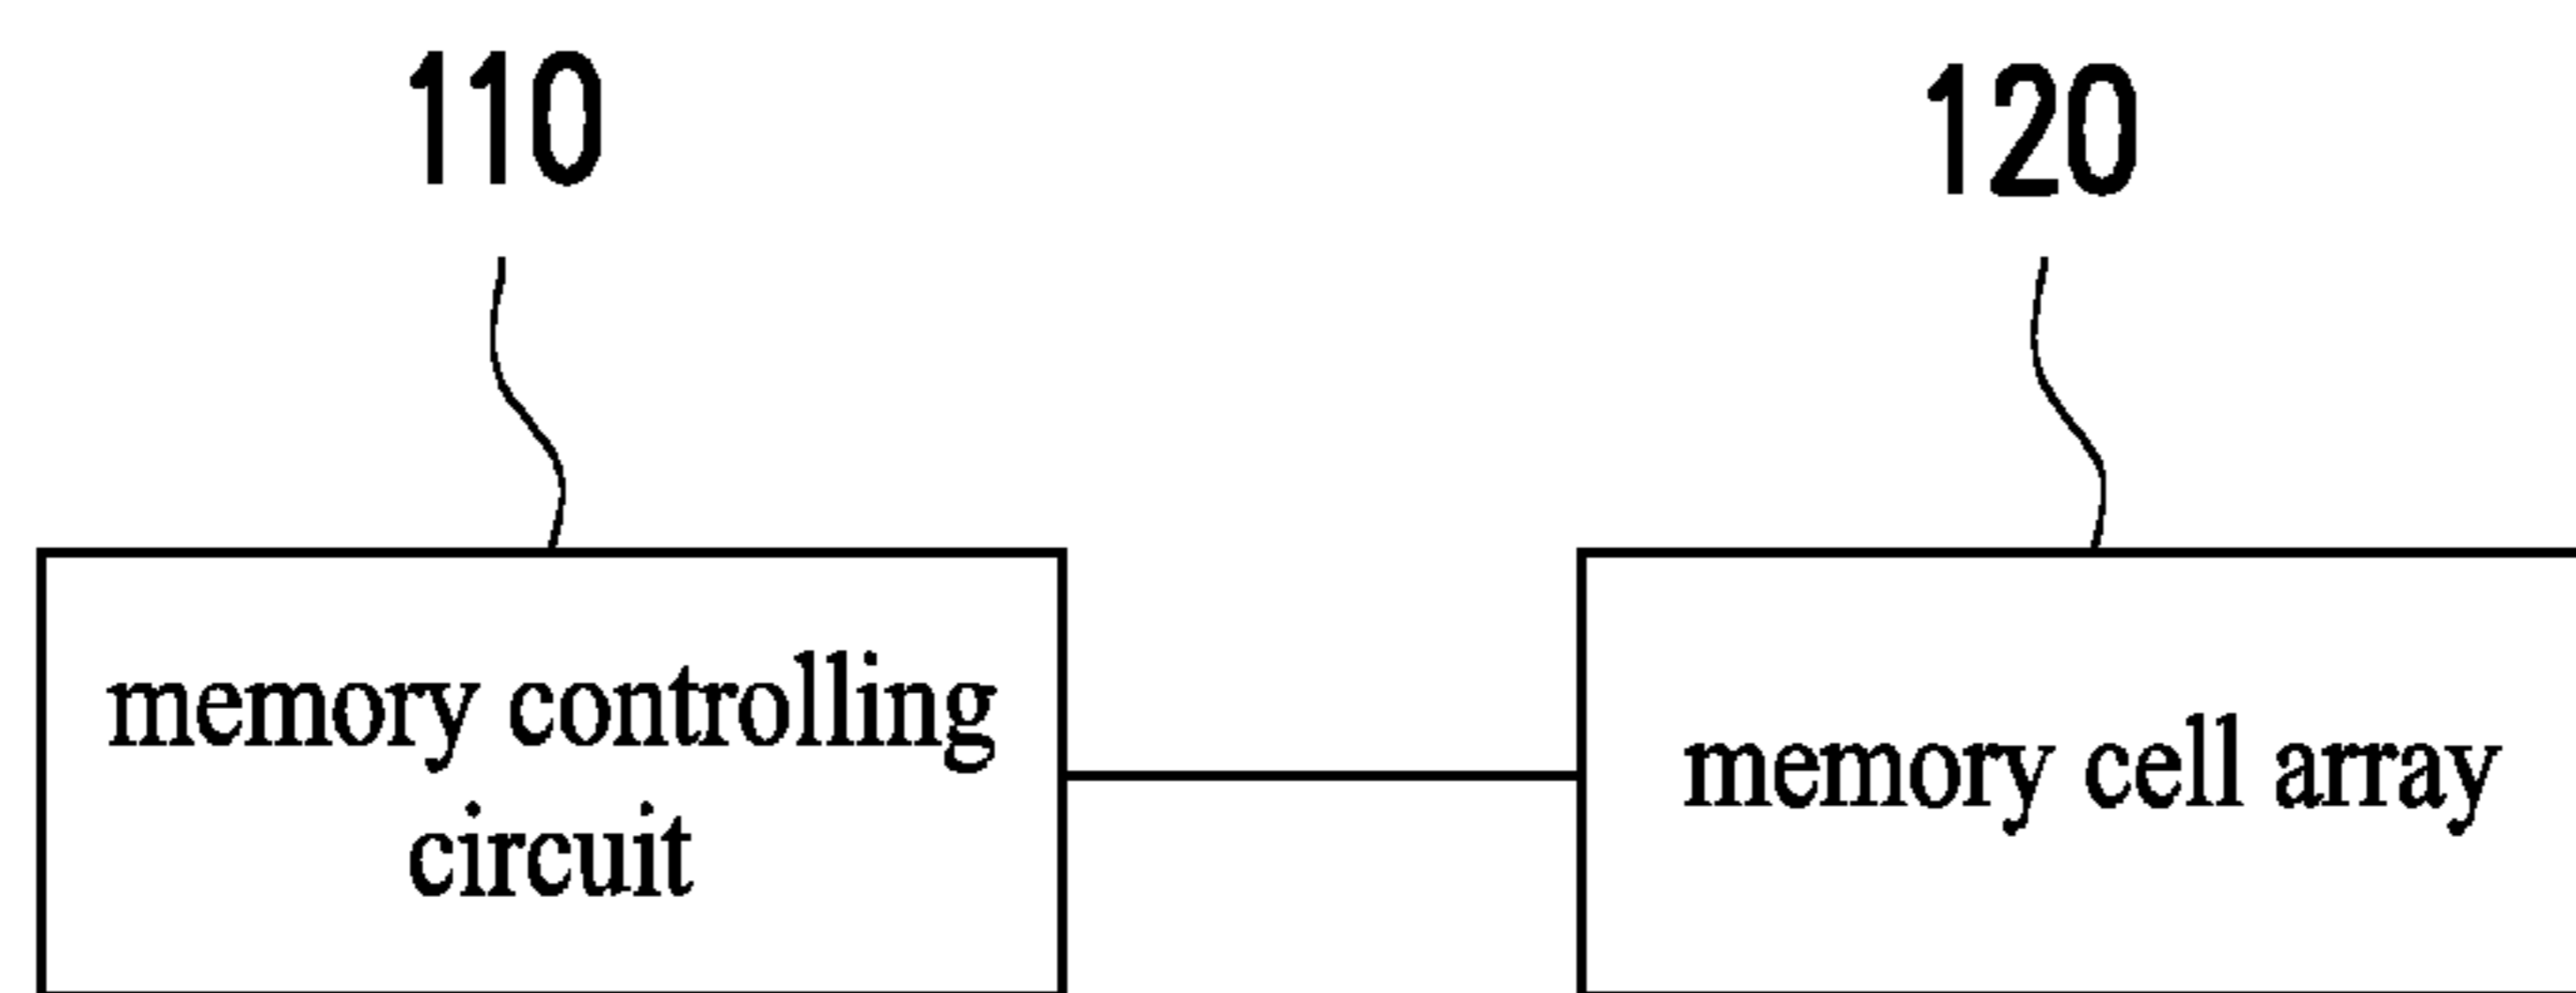 110
120
memory controlling
circuit
memory cell array